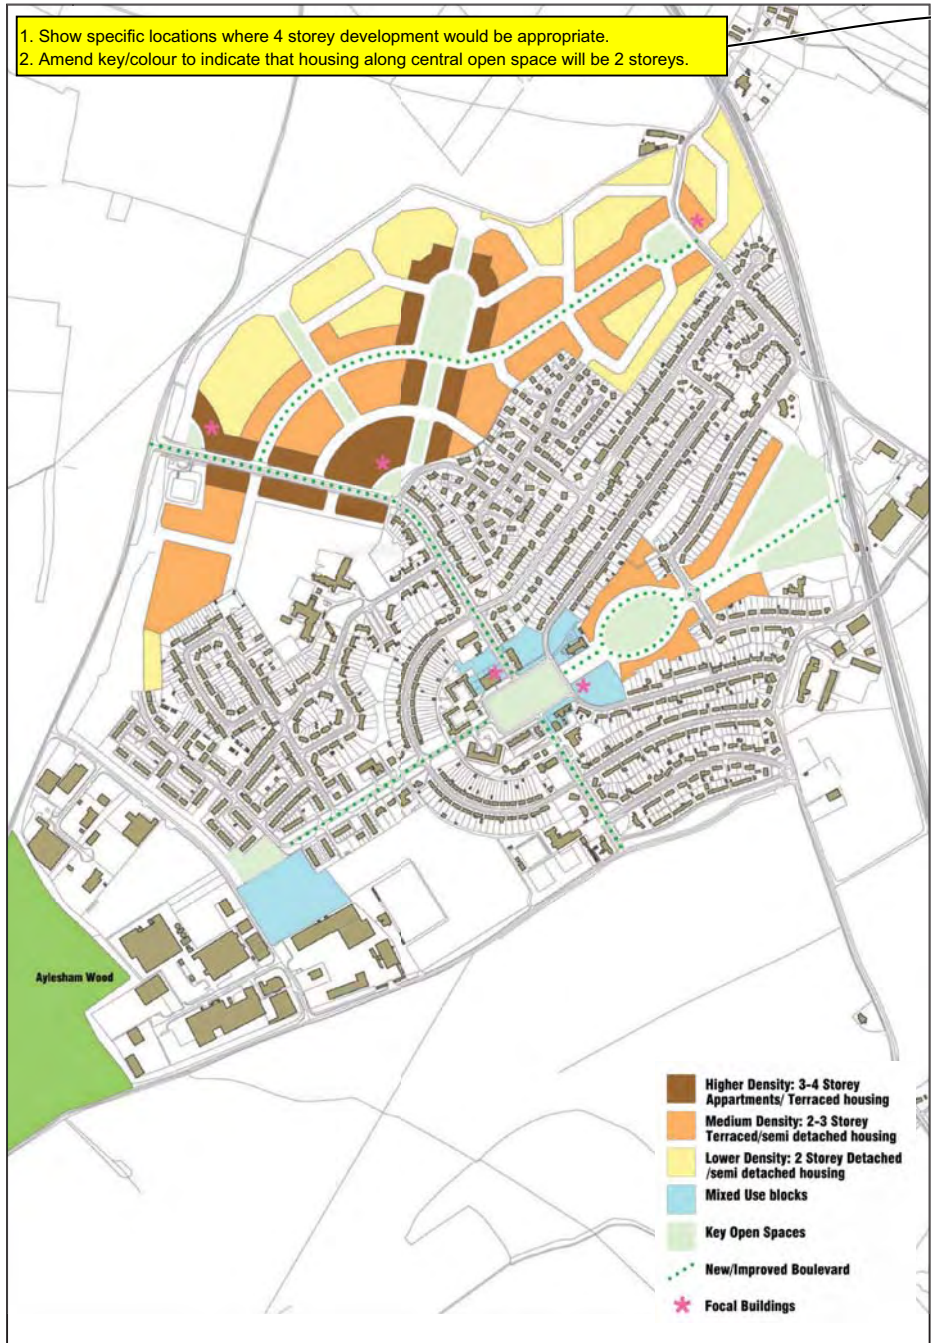 1. Show specific locations where 4 storey development would be appropriate.
2. Amend key/colour to indicate that housing along central open space will be 2 storeys.
Aylesham Wood
Higher Density: 3-4 Storey
Appartments/ Terraced housing
Medium Density: 2-3 Storey
Terraced/semi detached housing
Lower Density: 2 Storey Detached
/semi detached housing
Mixed Use blocks
Key Open Spaces
New/Improved Boulevard
Focal Buildings